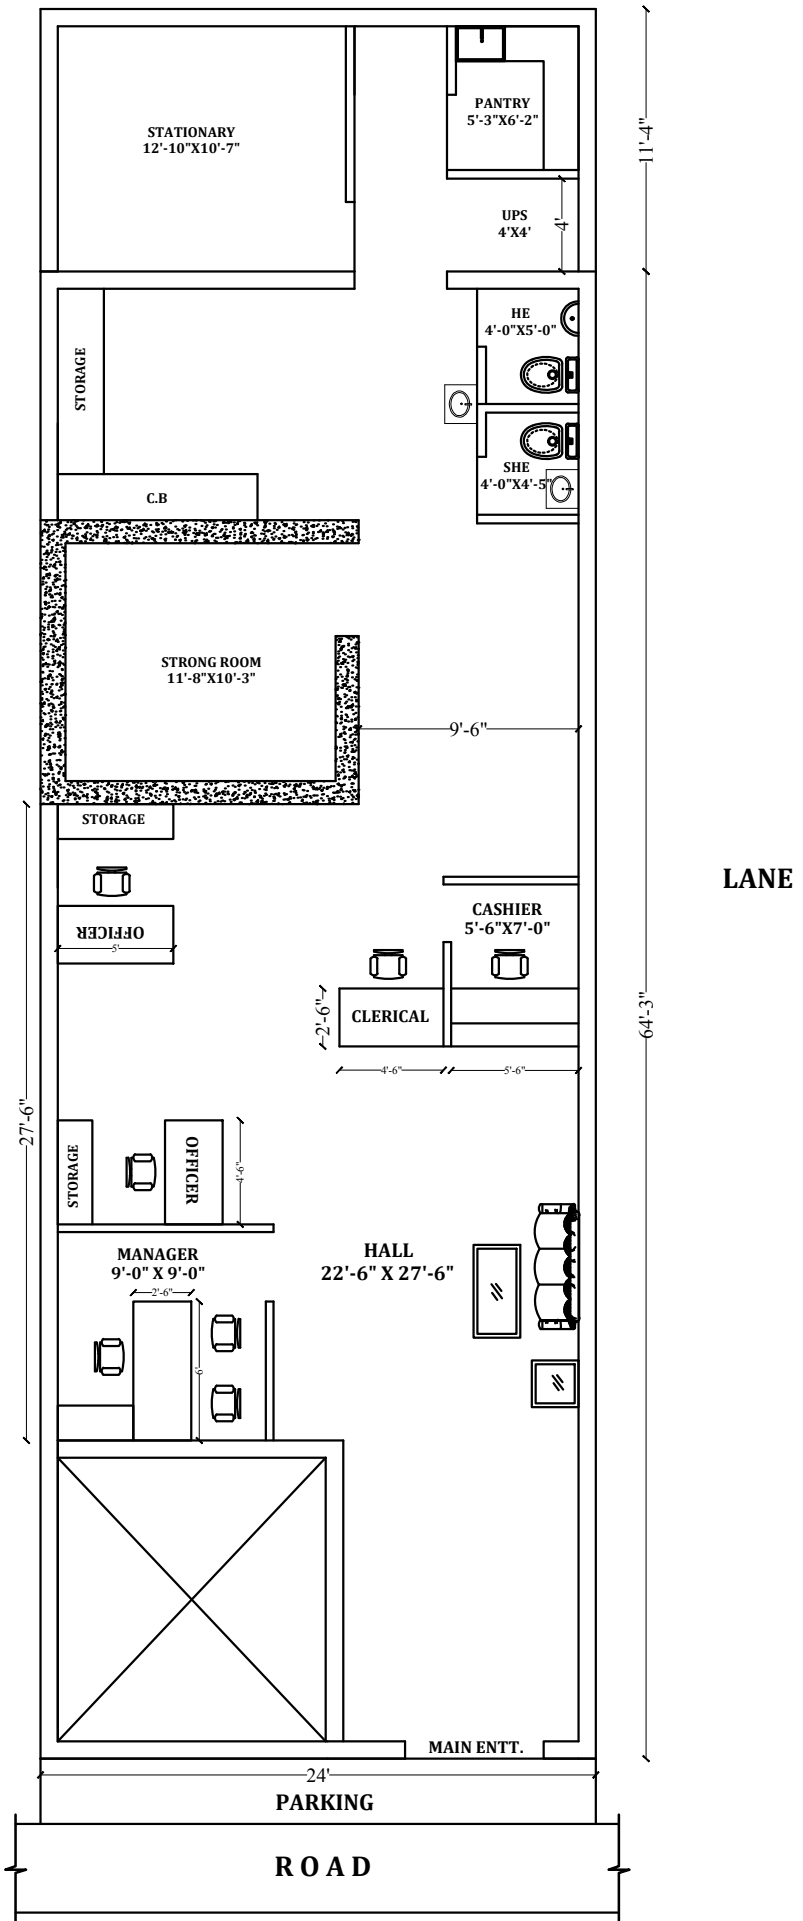 STATIONARY
12'-10"X10'-7"
PANTRY
5'-3"X6'-2"
11'-4"
UPS
4'X4'
4'
HE
4'-0"X5'-0"
STORAGE
SHE
4'-0"X4'-5"
C.B
STRONG ROOM
11'-8"X10'-3"
9'-6"
STORAGE
LANE
CASHIER
5'-6"X7'-0"
OFFICER
5'
CLERICAL
2'-6"
64'-3"
4'-6"
5'-6"
27'-6"
STORAGE
OFFICER
4'-6"
MANAGER
9'-0" X 9'-0"
HALL
22'-6" X 27'-6"
2'-6"
6'
MAIN ENTT.
24'
PARKING
ROAD